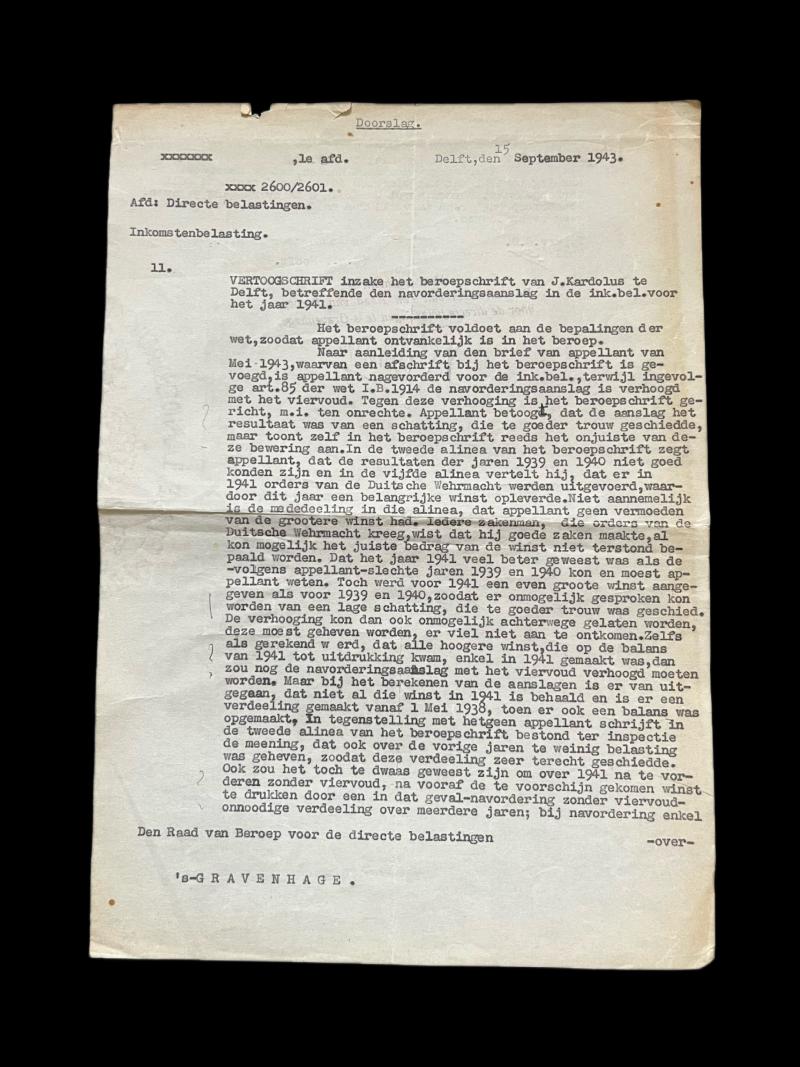 Doorslag.
xxxxxxx ,1e afd. Delft,den 15 September 1943.
xxxx 2600/2601.
Afd: Directe belastingen.
Inkomstenbelasting.
11.
VERTOOGSCHRIFT inzake het beroepschrift van J.Kardolus te
Delft, betreffende den navorderingsaanslag in de ink.bel.voor
het jaar 1941.
----------
Het beroepschrift voldoet aan de bepalingen der
wet,zoodat appellant ontvankelijk is in het beroep.
Naar aanleiding van den brief van appellant van
Mei 1943,waarvan een afschrift bij het beroepschrift is ge-
voegd,is appellant nagevorderd voor de ink.bel.,terwijl ingevol-
ge art.85 der wet I.B.1914 de navorderingsaanslag is verhoogd
met het viervoud. Tegen deze verhooging is het beroepschrift ge-
richt, m.i. ten onrechte. Appellant betoogt, dat de aanslag het
resultaat was van een schatting, die te goeder trouw geschiedde,
maar toont zelf in het beroepschrift reeds het onjuiste van de-
ze bewering aan.In de tweede alinea van het beroepschrift zegt
appellant, dat de resultaten der jaren 1939 en 1940 niet goed
konden zijn en in de vijfde alinea vertelt hij, dat er in
1941 orders van de Duitsche Wehrmacht werden uitgevoerd,waar-
door dit jaar een belangrijke winst opleverde.Niet aannemelijk
is de mededeeling in die alinea, dat appellant geen vermoeden
van de grootere winst had. Iedere zakenman, die orders van de
Duitsche Wehrmacht kreeg,wist dat hij goede zaken maakte,al
kon mogelijk het juiste bedrag van de winst niet terstond be-
paald worden. Dat het jaar 1941 veel beter geweest was als de
-volgens appellant-slechte jaren 1939 en 1940 kon en moest ap-
pellant weten. Toch werd voor 1941 een even groote winst aange-
geven als voor 1939 en 1940,zoodat er onmogelijk gesproken kon
worden van een lage schatting, die te goeder trouw was geschied.
De verhooging kon dan ook onmogelijk achterwege gelaten worden,
deze moest geheven worden, er viel niet aan te ontkomen.Zelfs
als gerekend w erd, dat alle hoogere winst,die op de balans
van 1941 tot uitdrukking kwam, enkel in 1941 gemaakt was,dan
zou nog de navorderingsaanslag met het viervoud verhoogd moeten
worden. Maar bij het berekenen van de aanslagen is er van uit-
gegaan, dat niet al die winst in 1941 is behaald en is er een
verdeeling gemaakt vanaf 1 Mei 1938, toen er ook een balans was
opgemaakt. In tegenstelling met hetgeen appellant schrijft in
de tweede alinea van het beroepschrift bestond ter inspectie
de meening, dat ook over de vorige jaren te weinig belasting
was geheven, zoodat deze verdeeling zeer terecht geschiedde.
Ook zou het toch te dwaas geweest zijn om over 1941 na te vor-
deren zonder viervoud, na vooraf de te voorschijn gekomen winst
te drukken door een in dat geval-navordering zonder viervoud-
onnoodige verdeeling over meerdere jaren; bij navordering enkel
Den Raad van Beroep voor de directe belastingen
-over-
's-GRAVENHAGE.